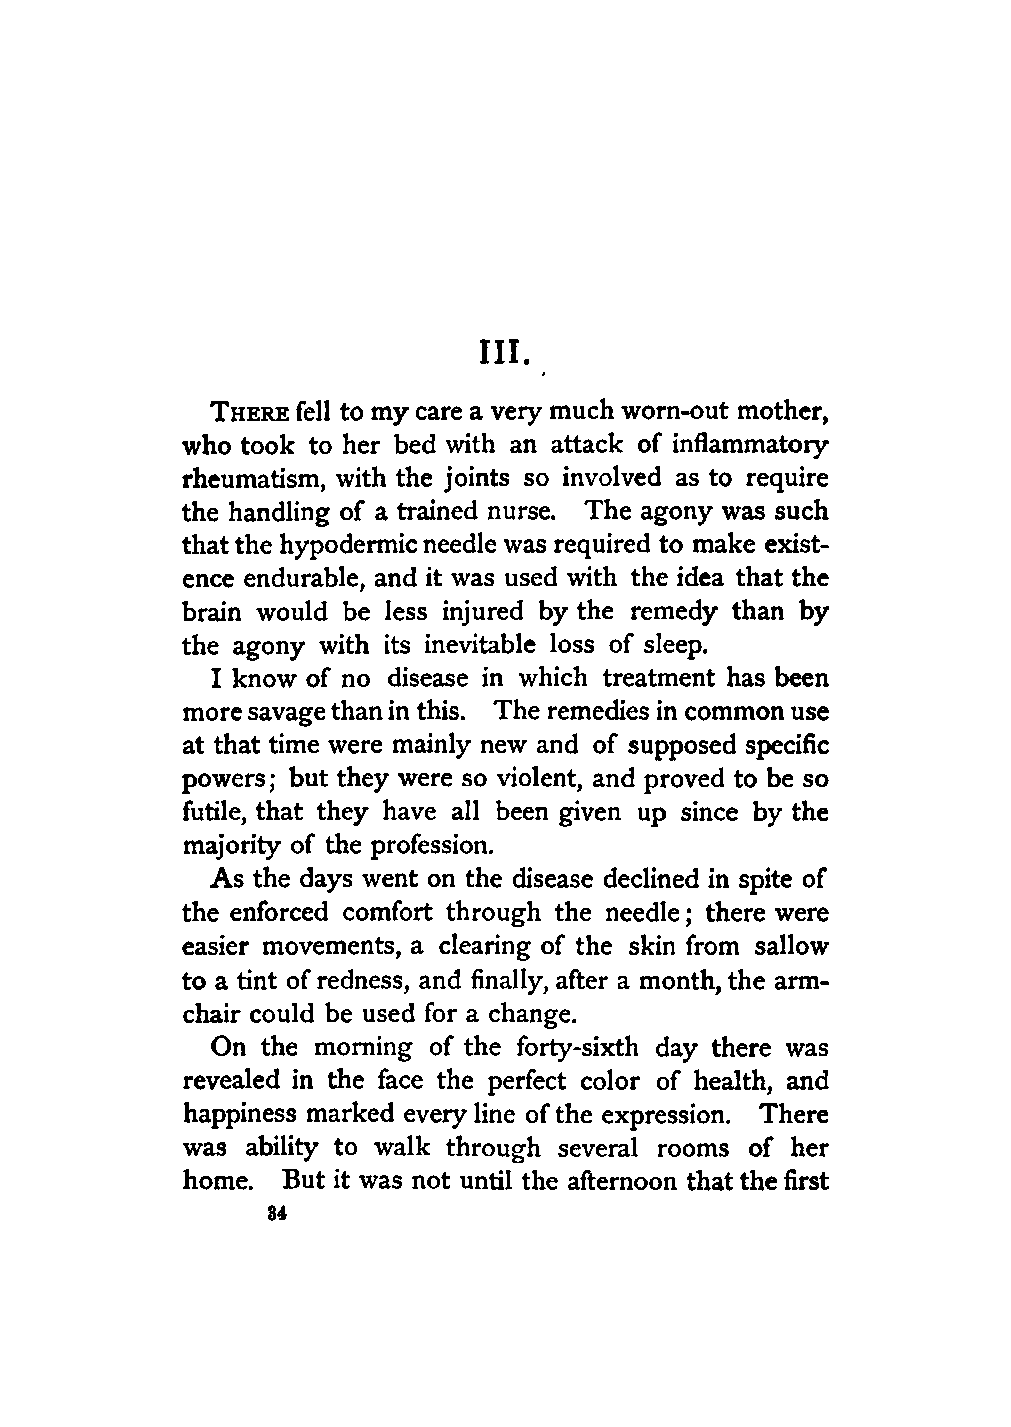 III.
THERE fell to my care a very much worn-out mother,
who took to her bed with an attack of inflammatory
rheumatism, with the joints so involved as to require
the handling of a trained nurse. The agony was such
that the hypodermic needle was required to make exist-
ence endurable, and it was used with the idea that the
brain would be less injured by the remedy than by
the agony with its inevitable loss of sleep.
I know of no disease in which treatment has been
more savage than in this. The remedies in common use
at that time were mainly new and of supposed specific
powers; but they were so violent, and proved to be so
futile, that they have all been given up since by the
majority of the profession.
As the days went on the disease declined in spite of
the enforced comfort through the needle; there were
easier movements, a clearing of the skin from sallow
to a tint of redness, and finally, after a month, the arm-
chair could be used for a change.
On the morning of the forty-sixth day there was
revealed in the face the perfect color of health, and
happiness marked every line of the expression. There
was ability to walk through several rooms of her
home. But it was not until the afternoon that the first
34